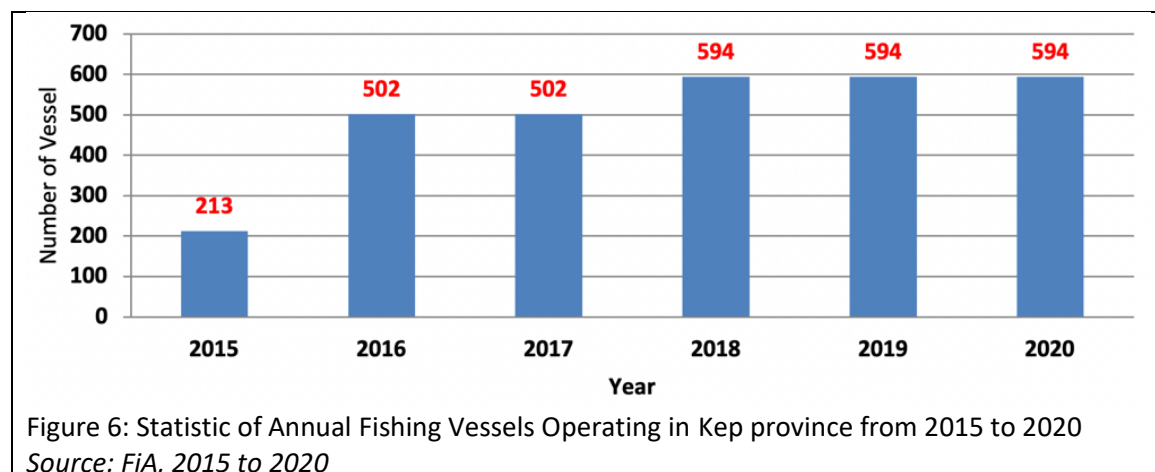 700
600
500
400
300
200
100
0
Number of Vessel
213
502
502
594
594
594
2015 2016 2017 2018 2019 2020
Year
Figure 6: Statistic of Annual Fishing Vessels Operating in Kep province from 2015 to 2020
Source: FiA, 2015 to 2020